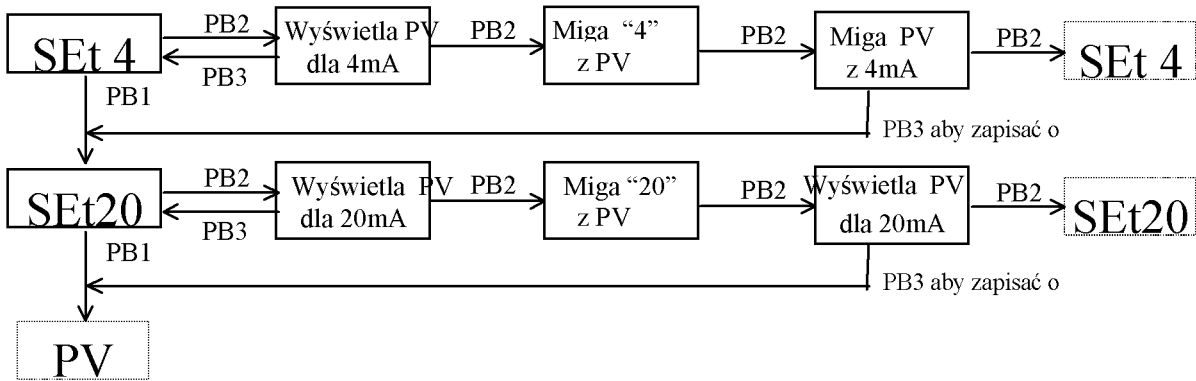 SEt 4
PB2
PB3
Wyświetla PV
dla 4mA
PB2
Miga “4”
z PV
PB2
Miga PV
z 4mA
PB2
SEt 4
PB1
PB3 aby zapisać o
SEt20
PB2
PB3
Wyświetla PV
dla 20mA
PB2
Miga “20”
z PV
PB2
Wyświetla PV
dla 20mA
PB2
SEt20
PB1
PB3 aby zapisać o
PV